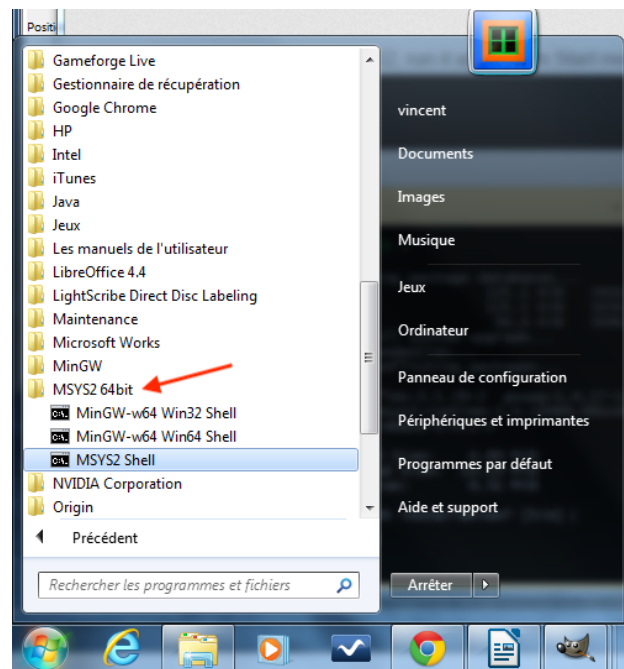 Positi
Gameforge Live
Gestionnaire de récupération
Google Chrome
HP
Intel
iTunes
Java
Jeux
Les manuels de l'utilisateur
LibreOffice 4.4
LightScribe Direct Disc Labeling
Maintenance
Microsoft Works
MinGW
MSYS2 64bit
MinGW-w64 Win32 Shell
MinGW-w64 Win64 Shell
MSYS2 Shell
NVIDIA Corporation
Origin
Précédent
Rechercher les programmes et fichiers
vincent
Documents
Images
Musique
Jeux
Ordinateur
Panneau de configuration
Périphériques et imprimantes
Programmes par défaut
Aide et support
Arrêter